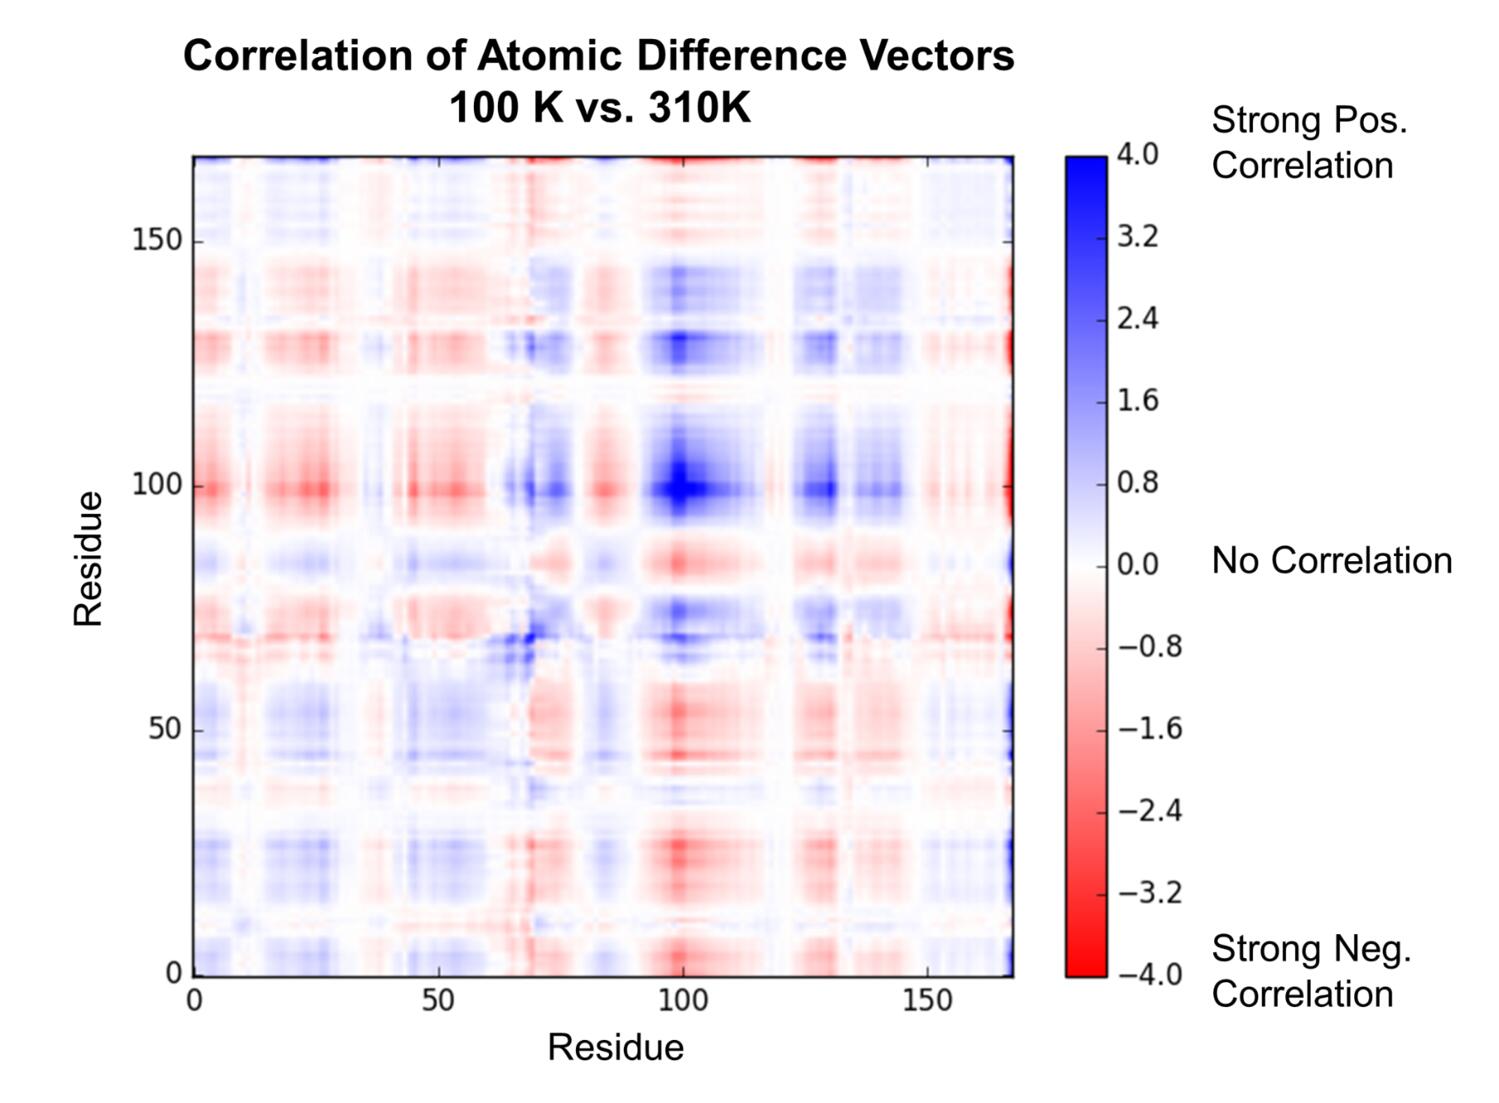 Correlation of Atomic Difference Vectors
100 K vs. 310K
Strong Pos.
Correlation
4.0
3.2
2.4
1.6
0.8
0.0
−0.8
−1.6
−2.4
−3.2
−4.0
No Correlation
Strong Neg.
Correlation
150
100
50
0
Residue
0 50 100 150
Residue